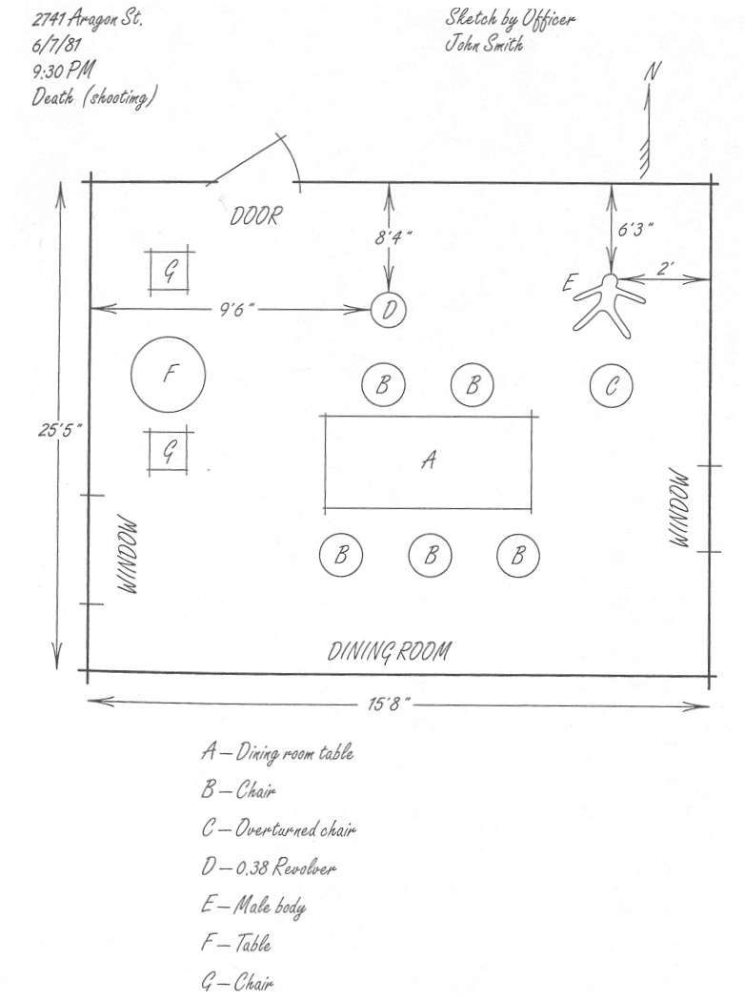 2741 Aragon St.
6/7/81
9:30 PM
Death (shooting)
Sketch by Officer
John Smith
N
DOOR
8'4"
6'3"
G
E
2'
9'6"
D
F
B
B
C
25'5"
G
A
WINDOW
WINDOW
B
B
B
DINING ROOM
15'8"
A – Dining room table
B – Chair
C – Overturned chair
D – 0.38 Revolver
E – Male body
F – Table
G – Chair